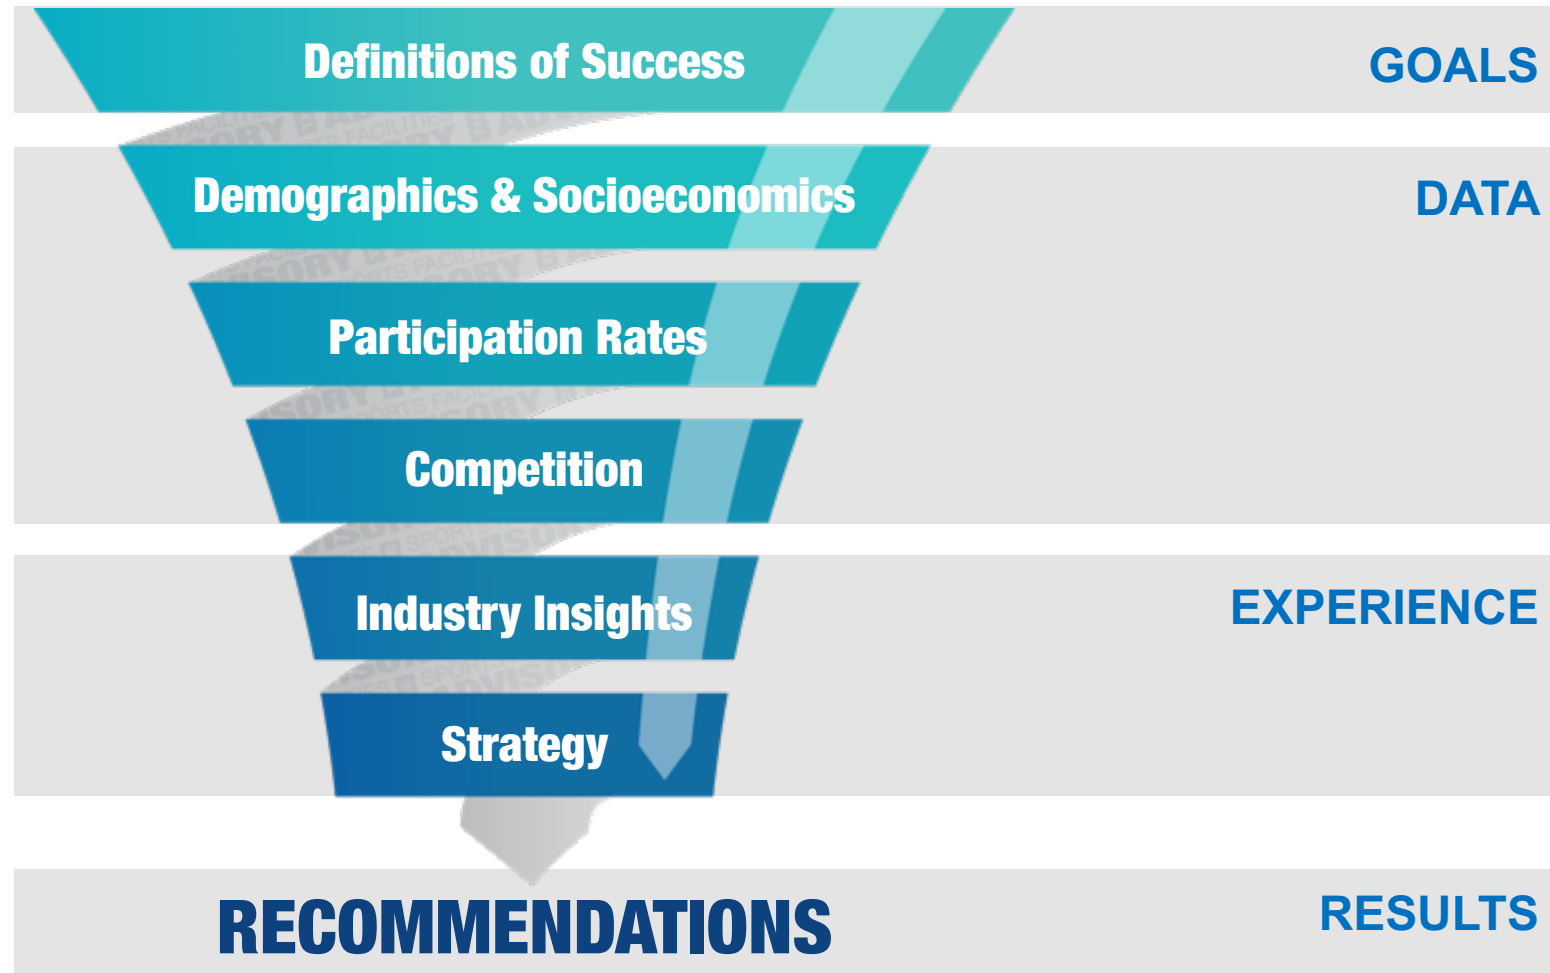 Definitions of Success
GOALS
Demographics & Socioeconomics
DATA
Participation Rates
Competition
Industry Insights
EXPERIENCE
Strategy
RECOMMENDATIONS
RESULTS